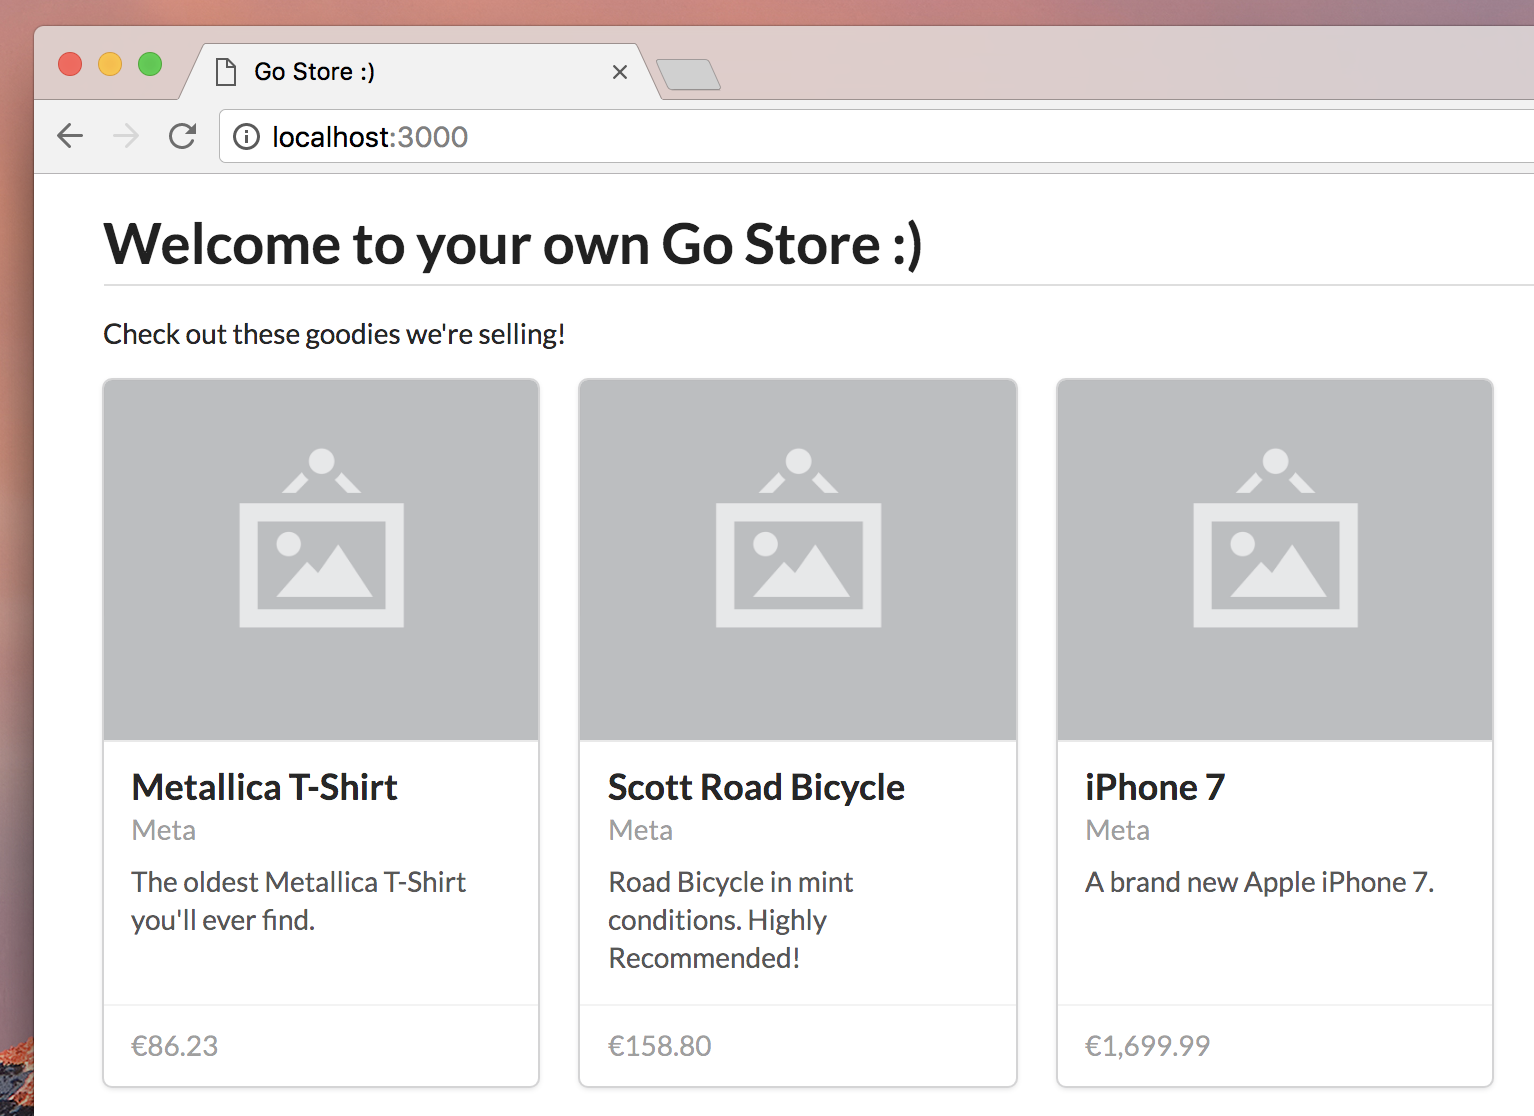 Go Store :)
localhost:3000
Welcome to your own Go Store :)
Check out these goodies we're selling!
Metallica T-Shirt
Meta
The oldest Metallica T-Shirt
you'll ever find.
€86.23
Scott Road Bicycle
Meta
Road Bicycle in mint
conditions. Highly
Recommended!
€158.80
iPhone 7
Meta
A brand new Apple iPhone 7.
€1,699.99